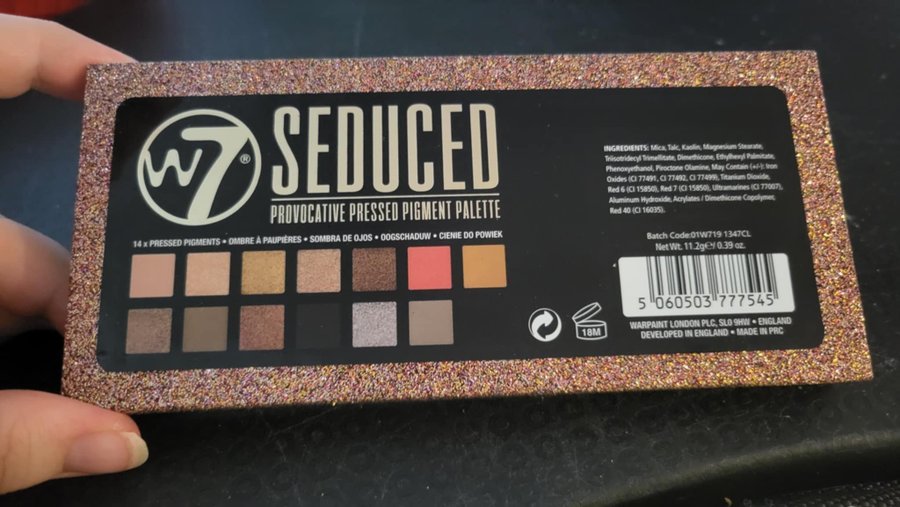 W7®
SEDUCED
PROVOCATIVE PRESSED PIGMENT PALETTE
14 x PRESSED PIGMENTS • OMBRE À PAUPIÈRES • SOMBRA DE OJOS • OOGSCHADUW • CIENIE DO POWIEK
INGREDIENTS: Mica, Talc, Kaolin, Magnesium Stearate,
Triisotridecyl Trimellitate, Dimethicone, Ethylhexyl Palmitate,
Phenoxyethanol, Piroctone Olamine, May Contain (+/-): Iron
Oxides (CI 77491, CI 77492, CI 77499), Titanium Dioxide,
Red 6 (CI 15850), Red 7 (CI 15850), Ultramarines (CI 77007),
Aluminum Hydroxide, Acrylates / Dimethicone Copolymer,
Red 40 (CI 16035).
Batch Code:01W719 1347CL
Net Wt. 11.2g℮/ 0.39 oz.
5 060503 777545
18M
WARPAINT LONDON PLC, SL0 9HW • ENGLAND
DEVELOPED IN ENGLAND • MADE IN PRC